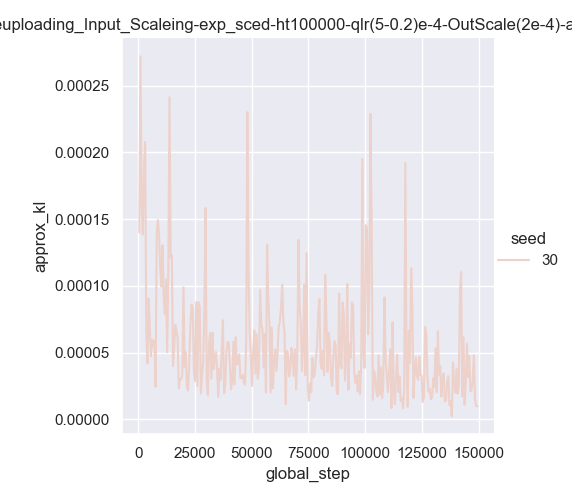 euploading_Input_Scaleing-exp_sced-ht100000-qlr(5-0.2)e-4-OutScale(2e-4)-a
0.00025
0.00020
0.00015
0.00010
0.00005
0.00000
approx_kl
0 25000 50000 75000 100000 125000 150000
global_step
seed
30